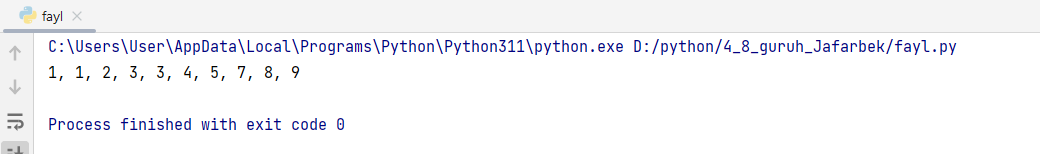 fayl
C:\Users\User\AppData\Local\Programs\Python\Python311\python.exe D:/python/4_8_guruh_Jafarbek/fayl.py
1, 1, 2, 3, 3, 4, 5, 7, 8, 9
Process finished with exit code 0